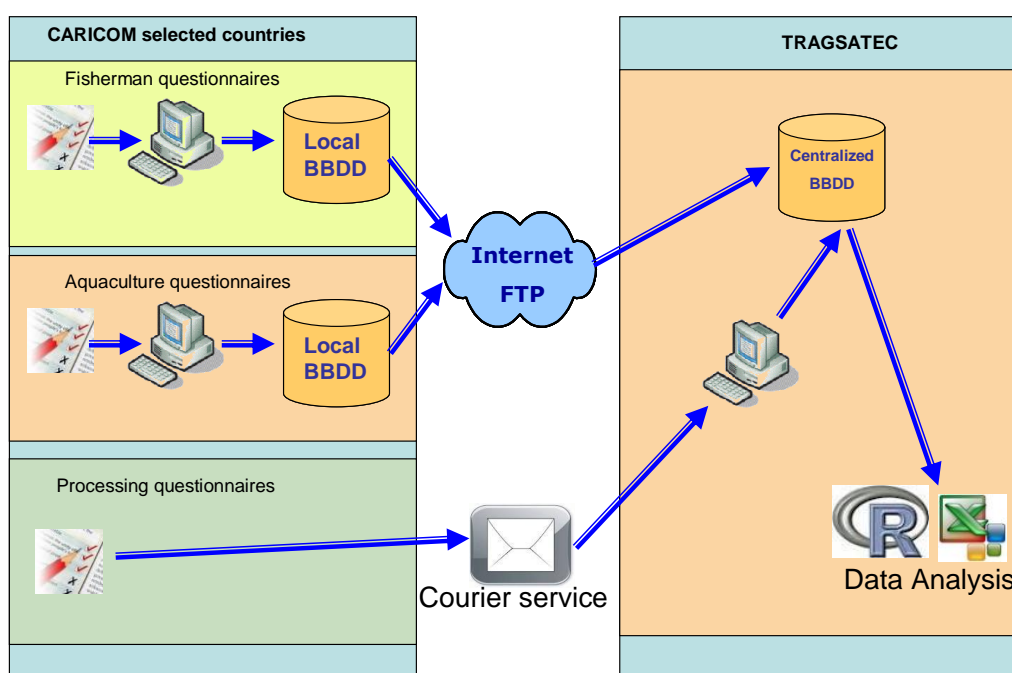 CARICOM selected countries
Fisherman questionnaires
Local
BBDD
Aquaculture questionnaires
Local
BBDD
Processing questionnaires
Internet
FTP
Courier service
TRAGSATEC
Centralized
BBDD
R
Data Analysis